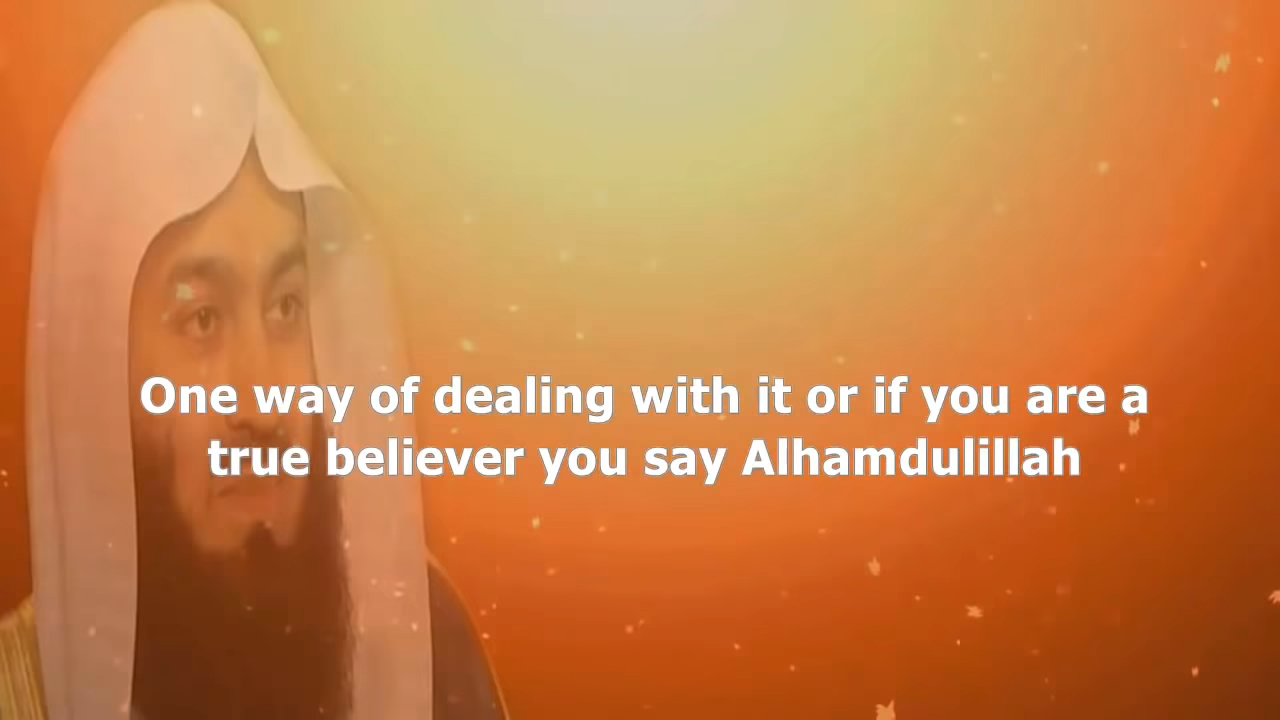 One way of dealing with it or if you are a
true believer you say Alhamdulillah